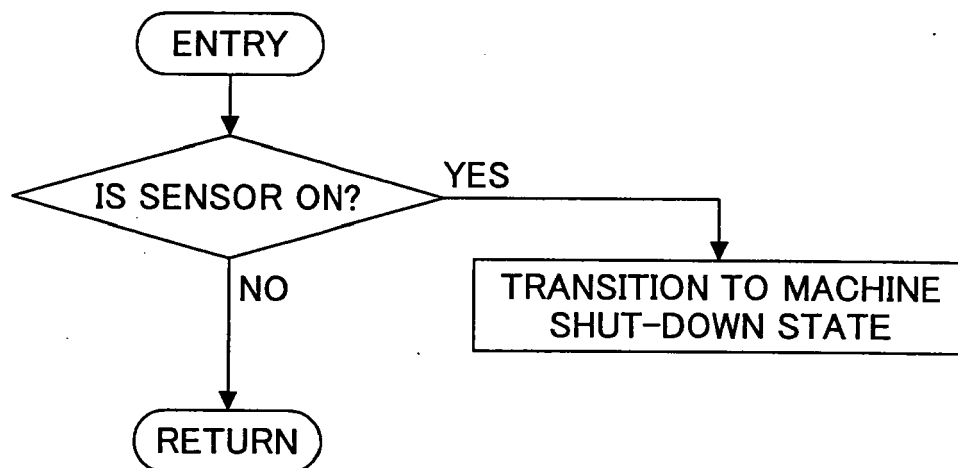 ENTRY
IS SENSOR ON?
YES
NO
TRANSITION TO MACHINE
SHUT-DOWN STATE
RETURN